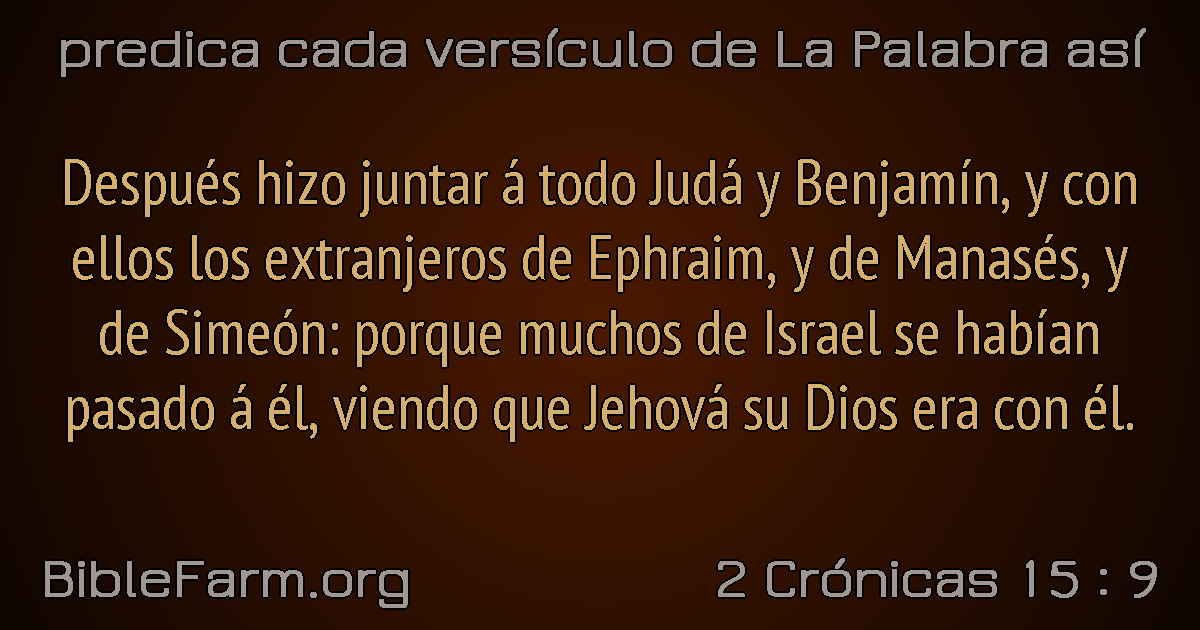 predica cada versículo de La Palabra así
Después hizo juntar á todo Judá y Benjamín, y con
ellos los extranjeros de Ephraim, y de Manasés, y
de Simeón: porque muchos de Israel se habían
pasado á él, viendo que Jehová su Dios era con él.
BibleFarm.org
2 Crónicas 15 : 9